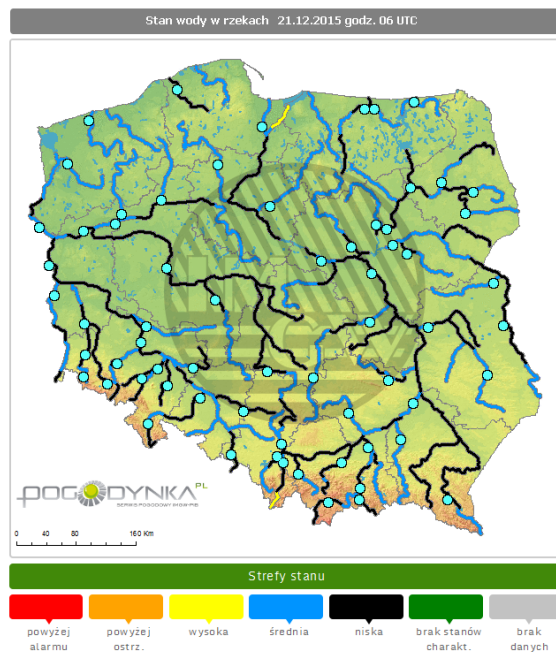 Stan wody w rzekach 21.12.2015 godz. 06 UTC
POGODYNKA.PL
SERWIS POGODOWY IMGW-PIB
0 40 80 160 Km
Strefy stanu
powyżej alarmu
powyżej ostrz.
wysoka
średnia
niska
brak stanów charakt.
brak danych